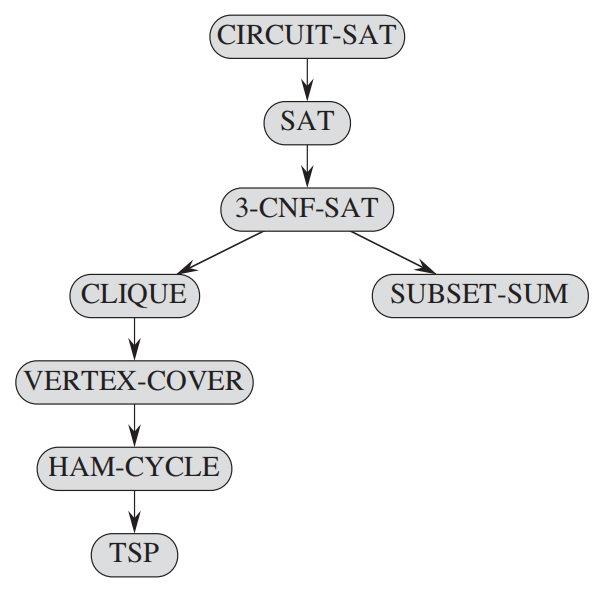 CIRCUIT-SAT
SAT
3-CNF-SAT
CLIQUE
SUBSET-SUM
VERTEX-COVER
HAM-CYCLE
TSP